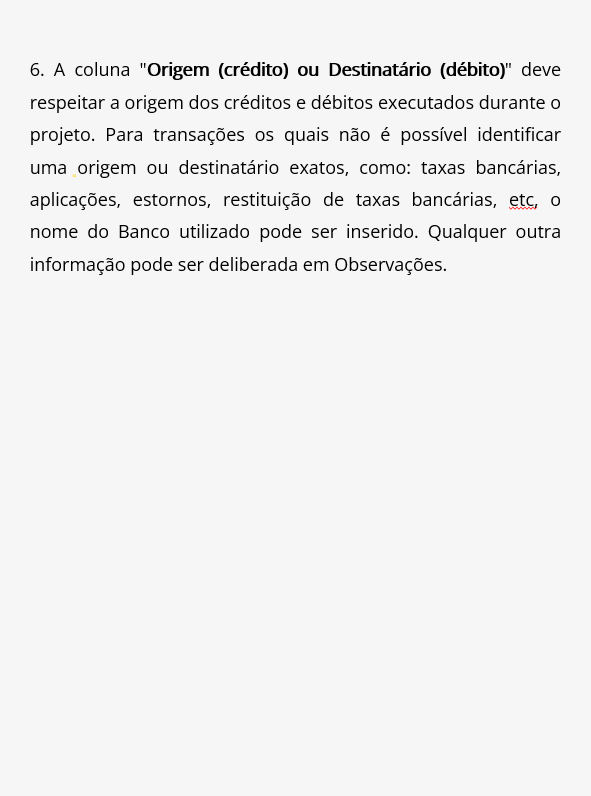 6. A coluna "Origem (crédito) ou Destinatário (débito)" deve
respeitar a origem dos créditos e débitos executados durante o
projeto. Para transações os quais não é possível identificar
uma origem ou destinatário exatos, como: taxas bancárias,
aplicações, estornos, restituição de taxas bancárias, etc, o
nome do Banco utilizado pode ser inserido. Qualquer outra
informação pode ser deliberada em Observações.